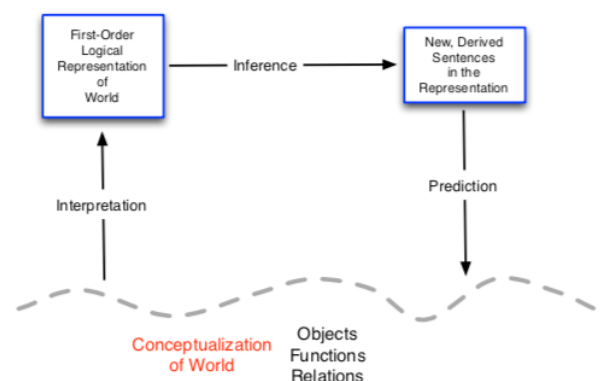 First-Order
Logical
Representation
of
World
Inference
New, Derived
Sentences
in the
Representation
Interpretation
Prediction
Conceptualization
of World
Objects
Functions
Relations